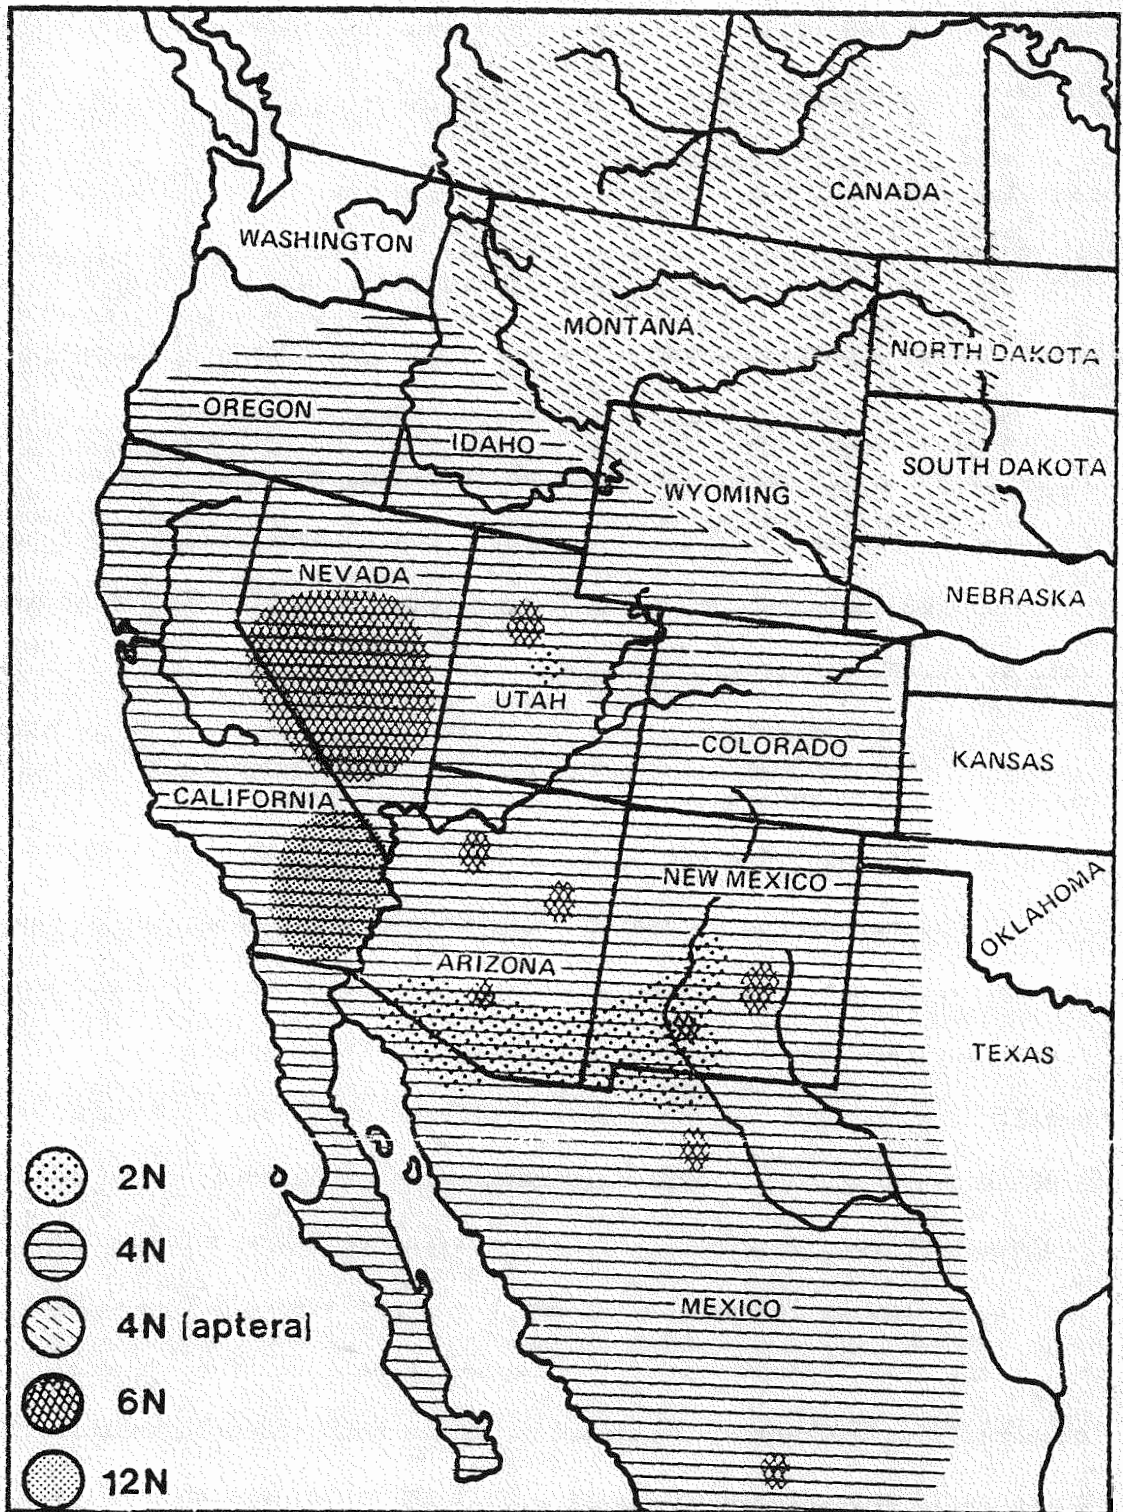 CANADA
WASHINGTON
MONTANA
NORTH DAKOTA
OREGON
IDAHO
SOUTH DAKOTA
WYOMING
NEVADA
NEBRASKA
UTAH
COLORADO
KANSAS
CALIFORNIA
NEW MEXICO
OKLAHOMA
ARIZONA
TEXAS
MEXICO
2N
4N
4N (aptera)
6N
12N